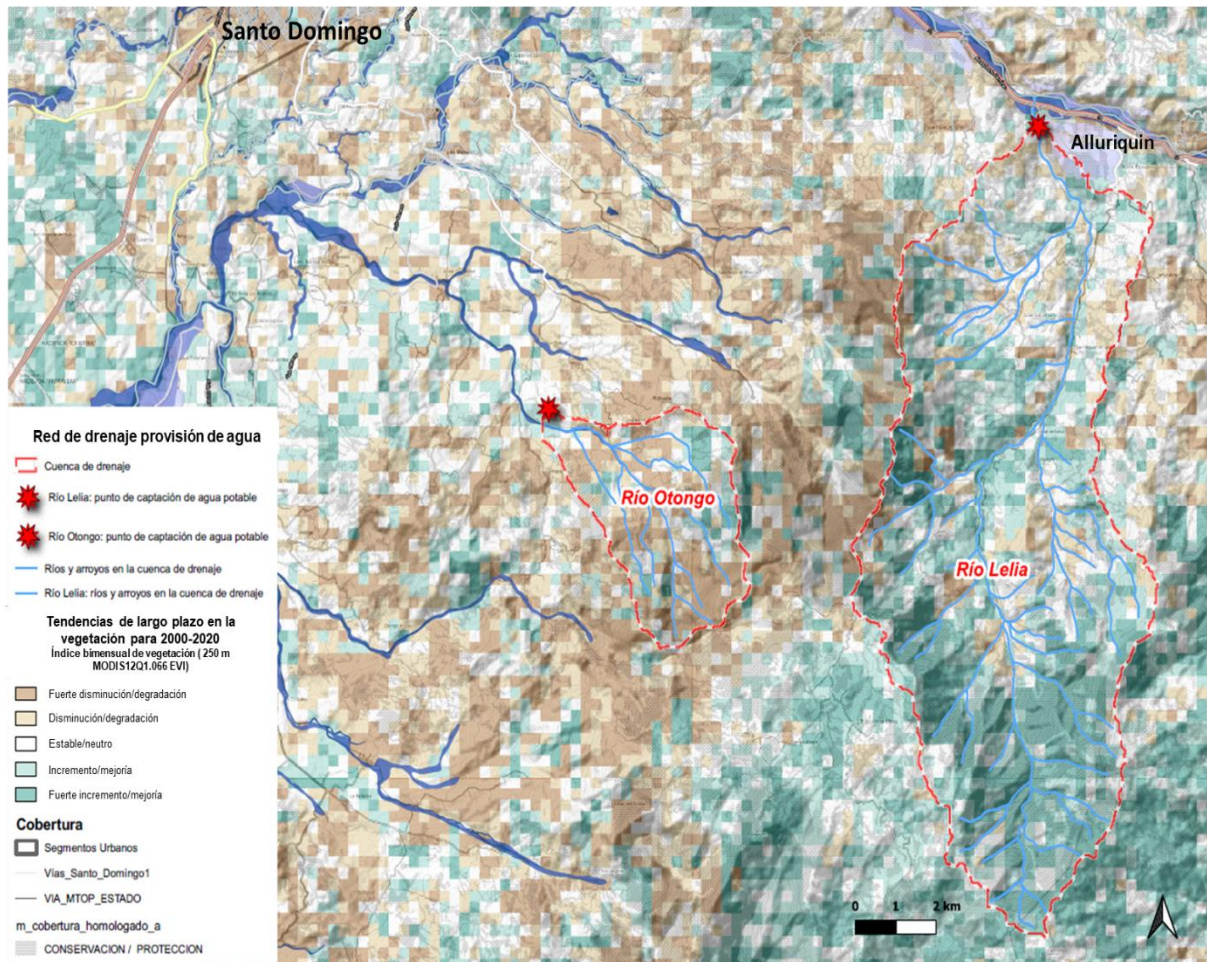 Santo Domingo
Alluriquin
Río Otongo
Río Lelia
Red de drenaje provisión de agua
Cuenca de drenaje
Río Lelia: punto de captación de agua potable
Río Otongo: punto de captación de agua potable
Ríos y arroyos en la cuenca de drenaje
Río Lelia: ríos y arroyos en la cuenca de drenaje
Tendencias de largo plazo en la
vegetación para 2000-2020
Índice bimensual de vegetación ( 250 m
MODIS12Q1.066 EVI)
Fuerte disminución/degradación
Disminución/degradación
Estable/neutro
Incremento/mejoría
Fuerte incremento/mejoría
Cobertura
Segmentos Urbanos
Vías_Santo_Domingo1
VIA_MTOP_ESTADO
m_cobertura_homologado_a
CONSERVACION / PROTECCION
0 1 2 km